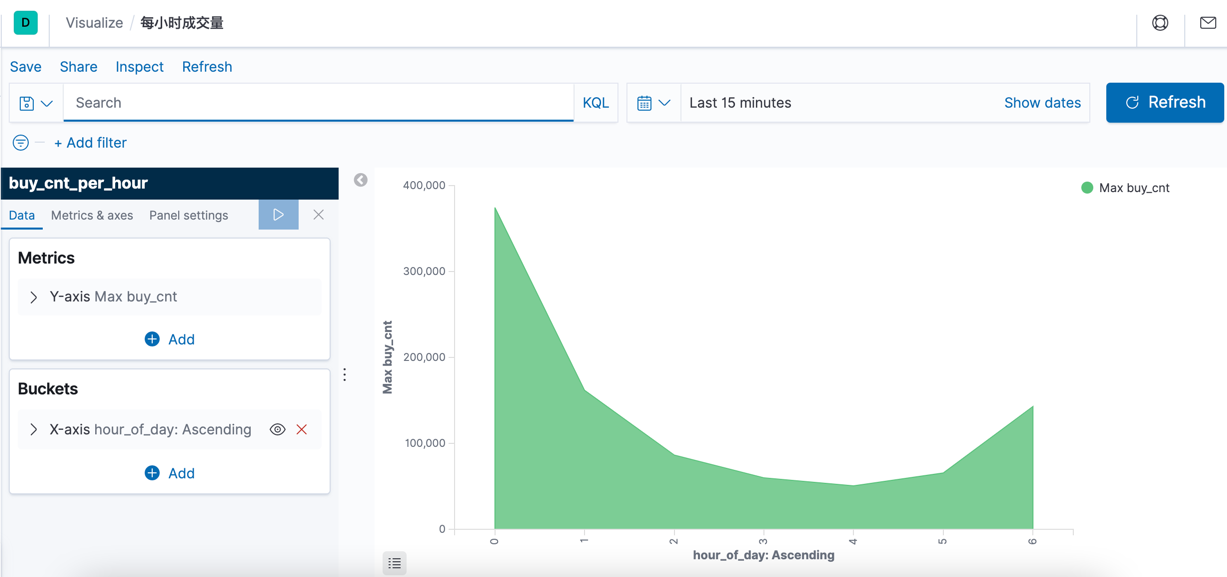 D Visualize / 每小时成交量
Save Share Inspect Refresh
Search KQL Last 15 minutes Show dates Refresh
+ Add filter
buy_cnt_per_hour
Data Metrics & axes Panel settings
Metrics
Y-axis Max buy_cnt
Add
Buckets
X-axis hour_of_day: Ascending
Add
400,000
300,000
200,000
100,000
0
Max buy_cnt
Max buy_cnt
0 1 2 3 4 5 6
hour_of_day: Ascending